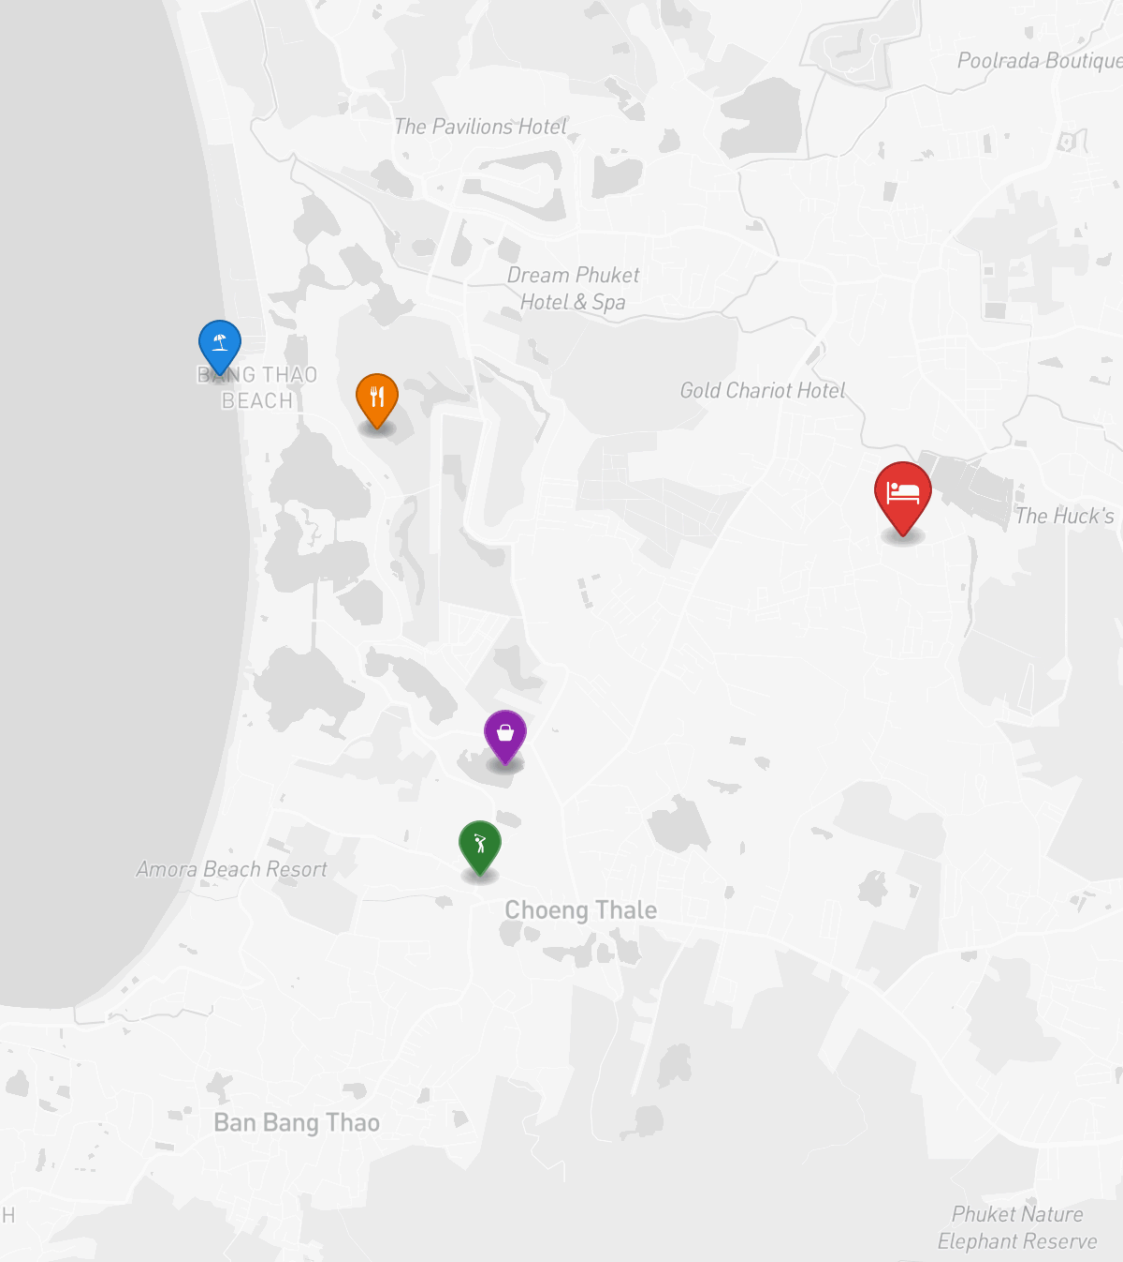 Poolrada Boutique
The Pavilions Hotel
Dream Phuket
Hotel & Spa
BANG THAO
BEACH
Gold Chariot Hotel
The Huck's
Amora Beach Resort
Choeng Thale
Ban Bang Thao
H
Phuket Nature
Elephant Reserve